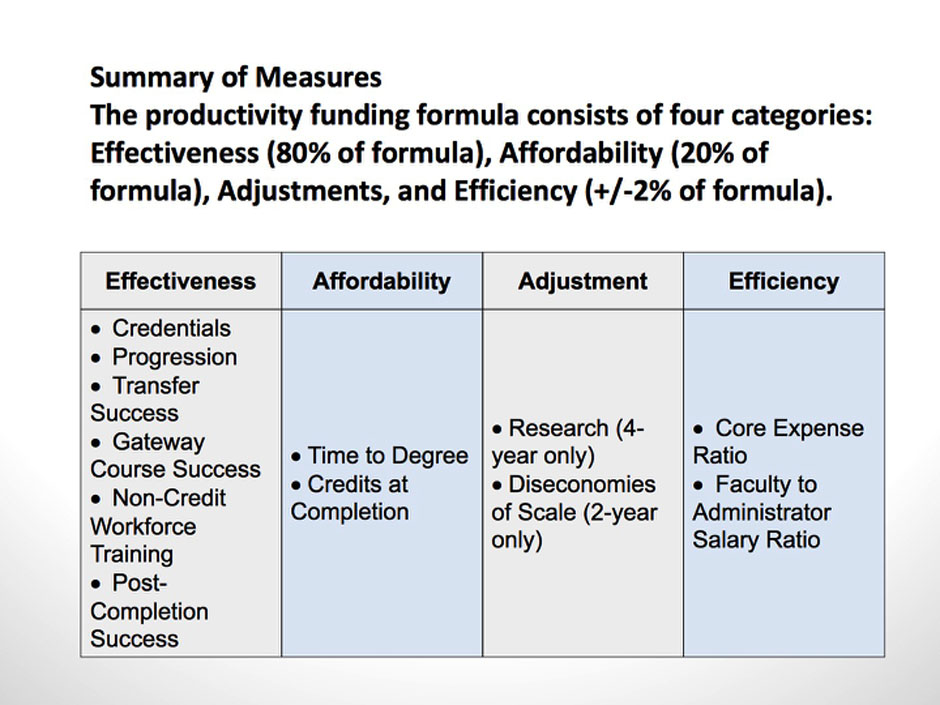 Summary of Measures
The productivity funding formula consists of four categories:
Effectiveness (80% of formula), Affordability (20% of
formula), Adjustments, and Efficiency (+/-2% of formula).
Effectiveness
Affordability
Adjustment
Efficiency
• Credentials
• Progression
• Transfer
Success
• Gateway
Course Success
• Non-Credit
Workforce
Training
• Post-
Completion
Success
• Time to Degree
• Credits at
Completion
• Research (4-
year only)
• Diseconomies
of Scale (2-year
only)
• Core Expense
Ratio
• Faculty to
Administrator
Salary Ratio